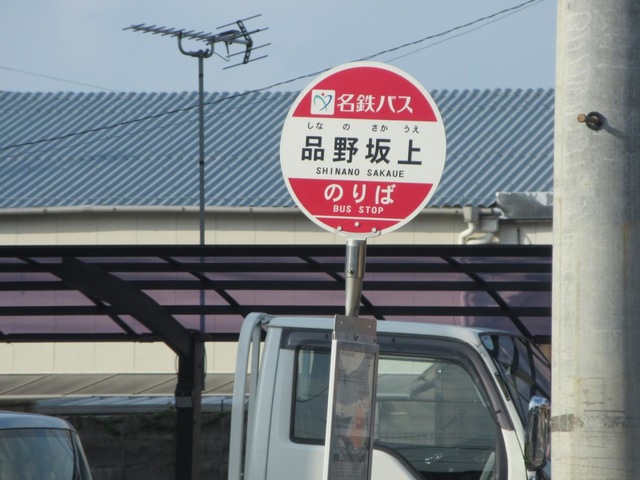 名鉄バス
しな の さか うえ
品野坂上
SHINANO SAKAUE
のりば
BUS STOP